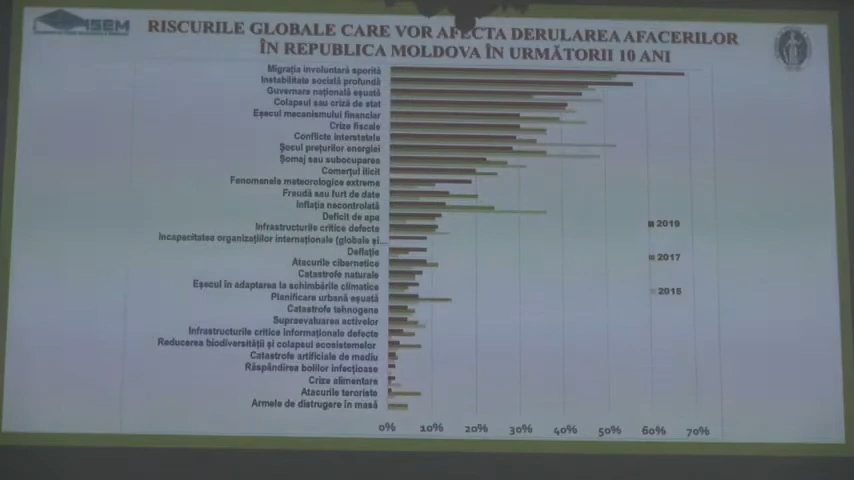 ASEM
RISCURILE GLOBALE CARE VOR AFECTA DERULAREA AFACERILOR
ÎN REPUBLICA MOLDOVA ÎN URMĂTORII 10 ANI
Migrația involuntară sporită
Instabilitate socială profundă
Guvernare națională eșuată
Colapsul sau criză de stat
Eșecul mecanismului financiar
Crize fiscale
Conflicte interstatale
Șocul prețurilor energiei
Șomaj sau subocuparea
Comerțul ilicit
Fenomenele meteorologice extreme
Fraudă sau furt de date
Inflația necontrolată
Deficit de apa
Infrastructurile critice defecte
Incapacitatea organizațiilor internaționale (globale și...
Deflație
Atacurile cibernetice
Catastrofe naturale
Eșecul în adaptarea la schimbările climatice
Planificare urbană eșuată
Catastrofe tehnogene
Supraevaluarea activelor
Infrastructurile critice informaționale defecte
Reducerea biodiversității și colapsul ecosistemelor
Catastrofe artificiale de mediu
Răspândirea bolilor infecțioase
Crize alimentare
Atacurile teroriste
Armele de distrugere în masă
2019
2017
2015
0% 10% 20% 30% 40% 50% 60% 70%